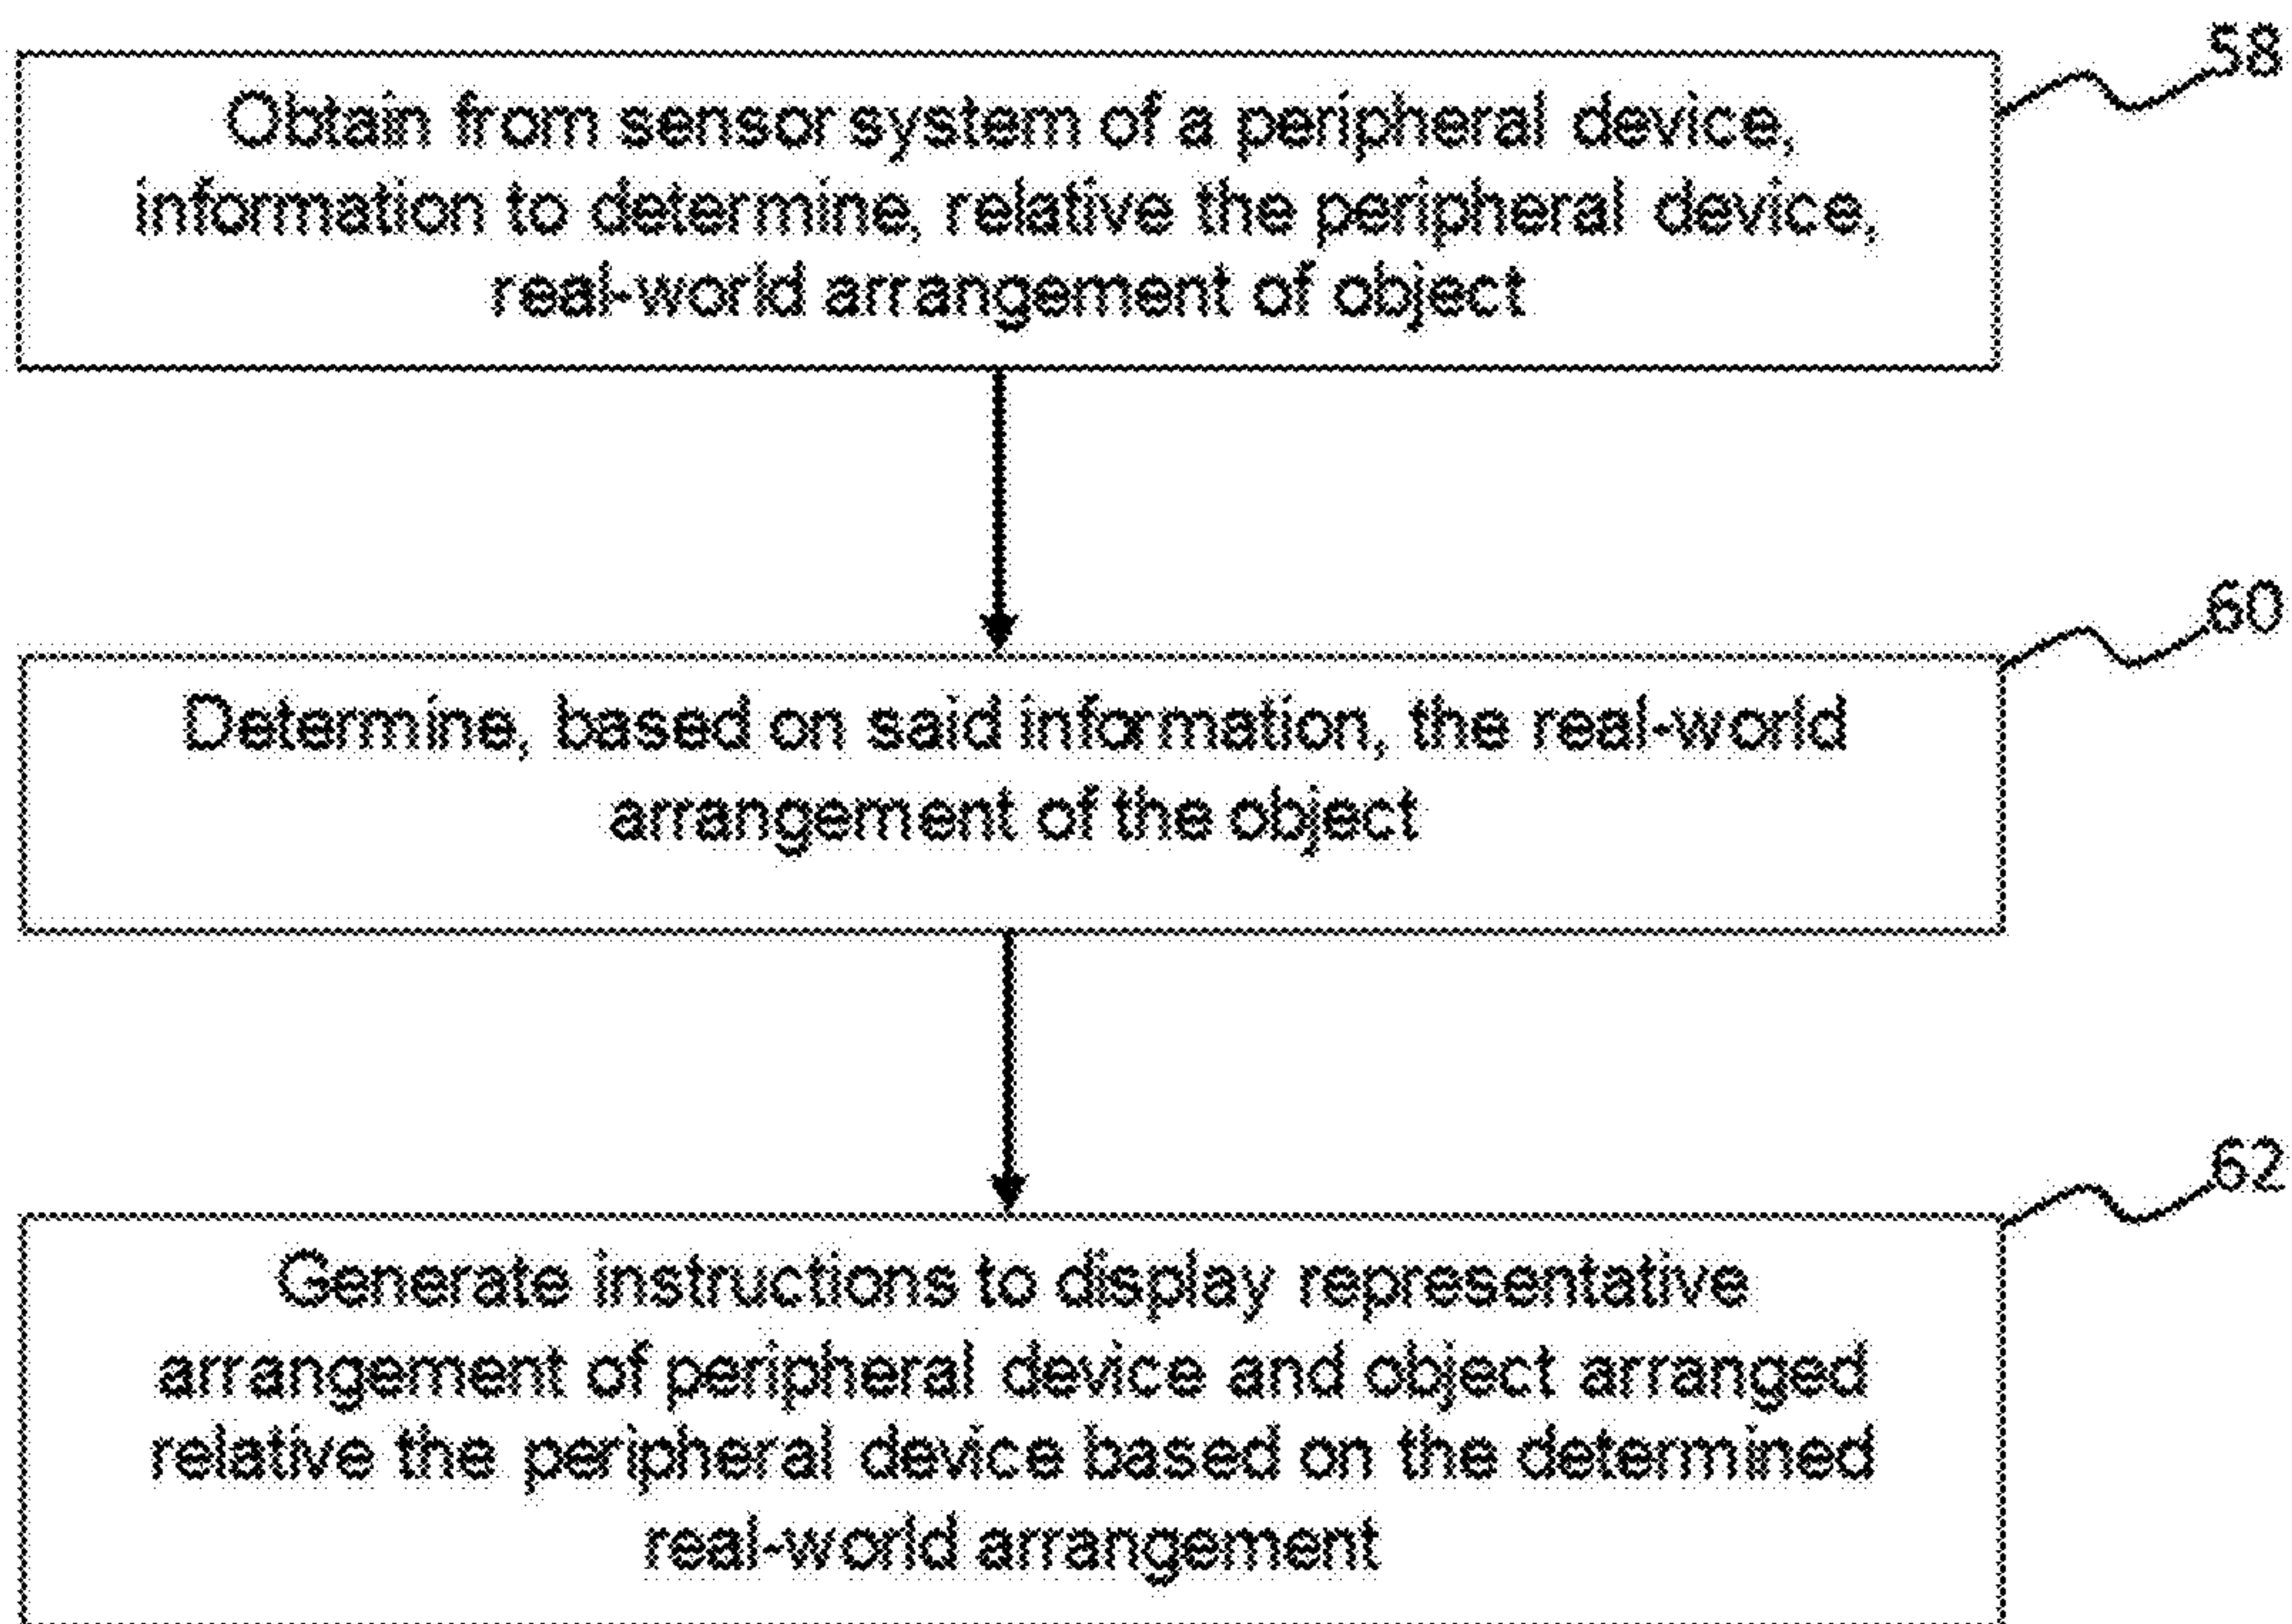 58
Obtain from sensor system of a peripheral device,
information to determine, relative the peripheral device,
real-world arrangement of object
60
Determine, based on said information, the real-world
arrangement of the object
62
Generate instructions to display representative
arrangement of peripheral device and object arranged
relative the peripheral device based on the determined
real-world arrangement